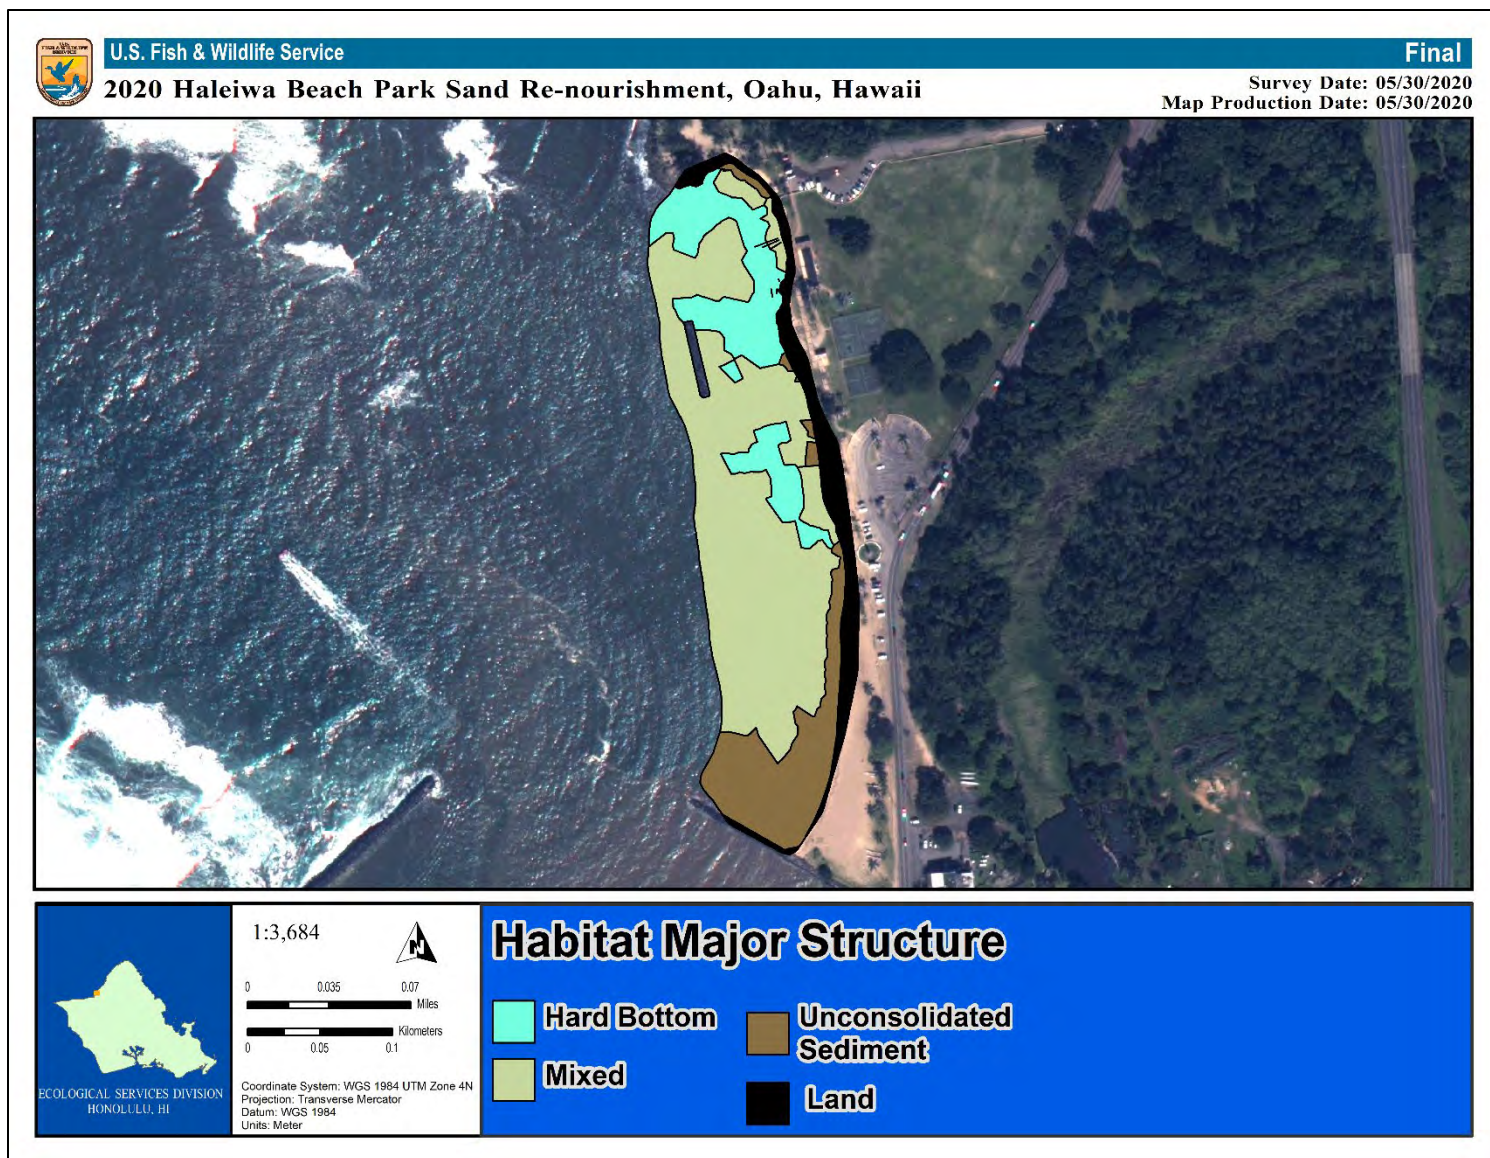 FISH & WILDLIFE
SERVICE
U.S. Fish & Wildlife Service
Final
2020 Haleiwa Beach Park Sand Re-nourishment, Oahu, Hawaii
Survey Date: 05/30/2020
Map Production Date: 05/30/2020
ECOLOGICAL SERVICES DIVISION
HONOLULU, HI
1:3,684
N
0 0.035 0.07
Miles
Kilometers
0 0.05 0.1
Coordinate System: WGS 1984 UTM Zone 4N
Projection: Transverse Mercator
Datum: WGS 1984
Units: Meter
Habitat Major Structure
Hard Bottom
Mixed
Unconsolidated
Sediment
Land